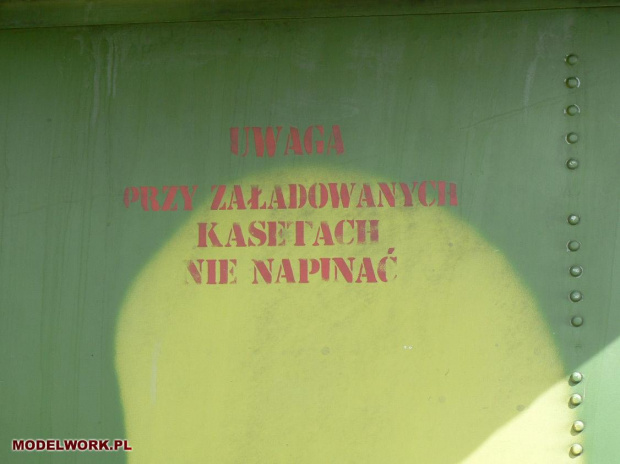 UWAGA
PRZY ZAŁADOWANYCH
KASETACH
NIE NAPINAĆ
MODELWORK.PL